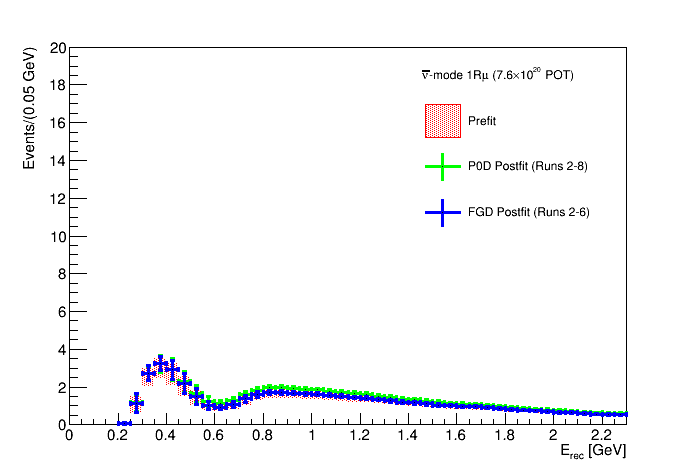 ν̅-mode 1Rμ (7.6×10²⁰ POT)
Prefit
P0D Postfit (Runs 2-8)
FGD Postfit (Runs 2-6)
Events/(0.05 GeV)
20
18
16
14
12
10
8
6
4
2
0
0 0.2 0.4 0.6 0.8 1 1.2 1.4 1.6 1.8 2 2.2
E_rec [GeV]